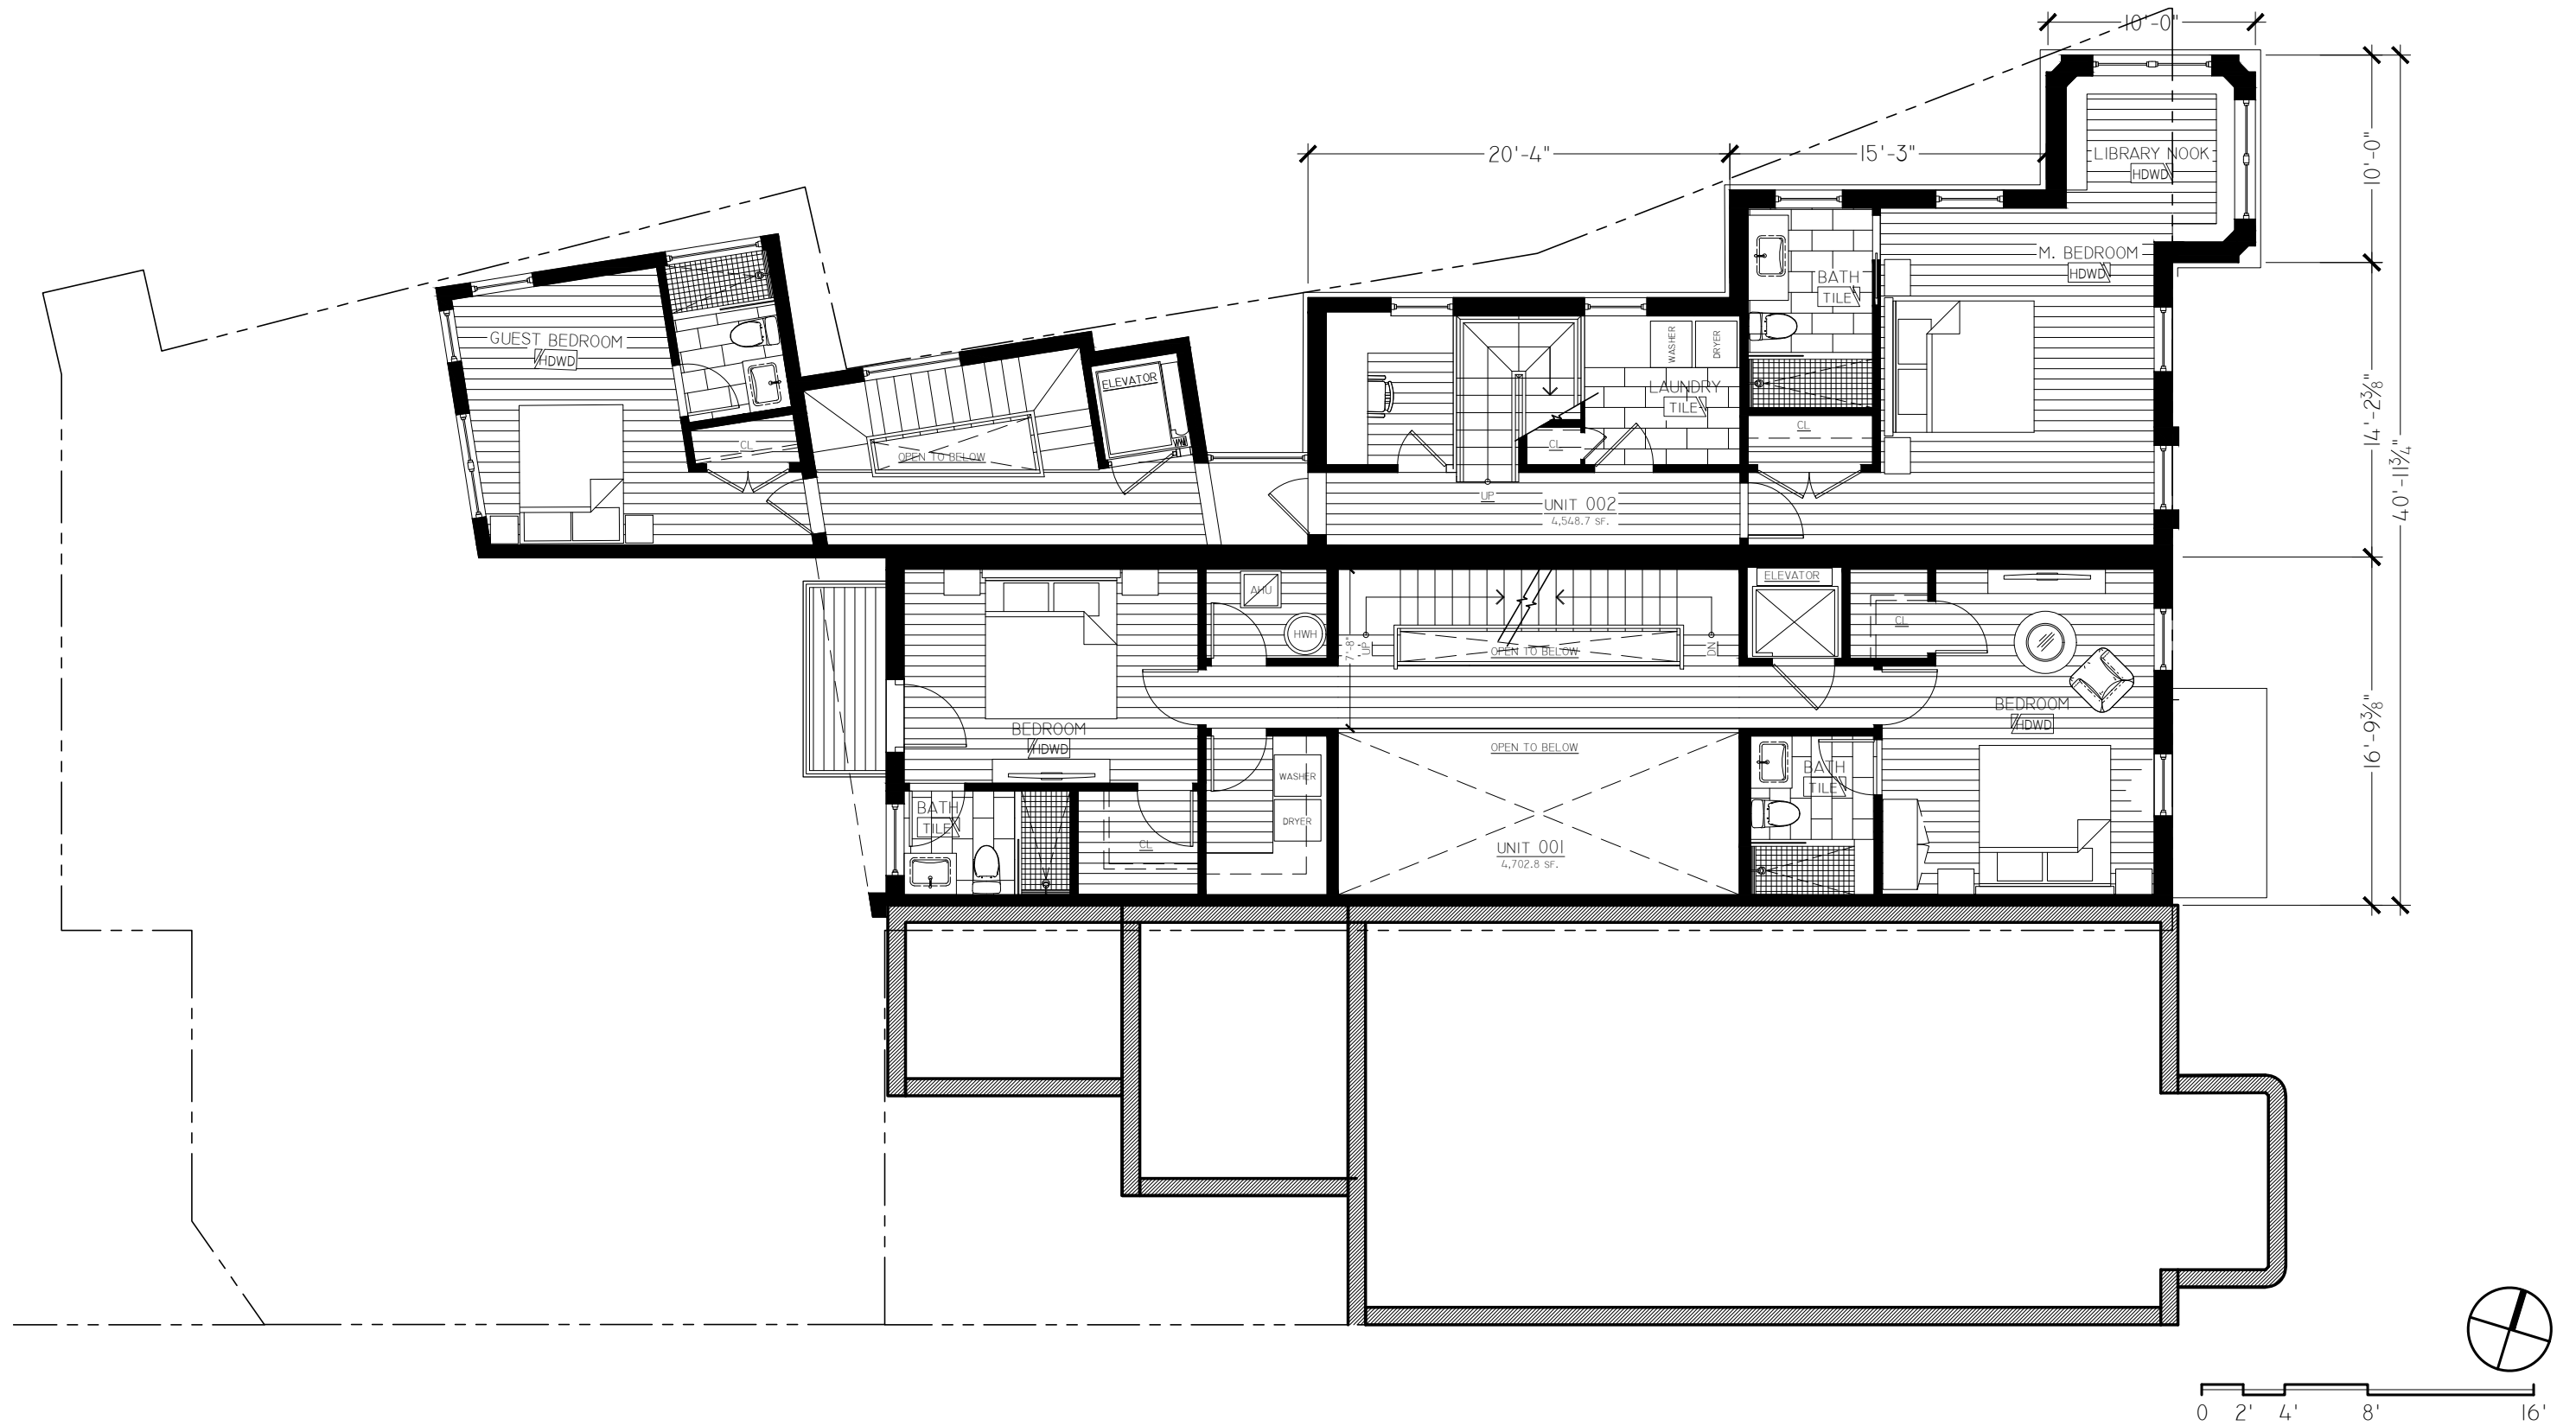 10'-0"
20'-4"
15'-3"
LIBRARY NOOK
HDWD
10'-0"
M. BEDROOM
HDWD
BATH
TILE
GUEST BEDROOM
HDWD
ELEVATOR
WASHER
DRYER
LAUNDRY
TILE
14'-2⅜"
40'-11¾"
CL
OPEN TO BELOW
CL
CL
UP
UNIT 002
4,548.7 SF.
AHU
ELEVATOR
HWH
CL
7'-8"
UP
OPEN TO BELOW
DN
BEDROOM
HDWD
BEDROOM
HDWD
16'-9⅜"
OPEN TO BELOW
WASHER
BATH
TILE
BATH
TILE
DRYER
CL
UNIT 001
4,702.8 SF.
0 2' 4' 8' 16'